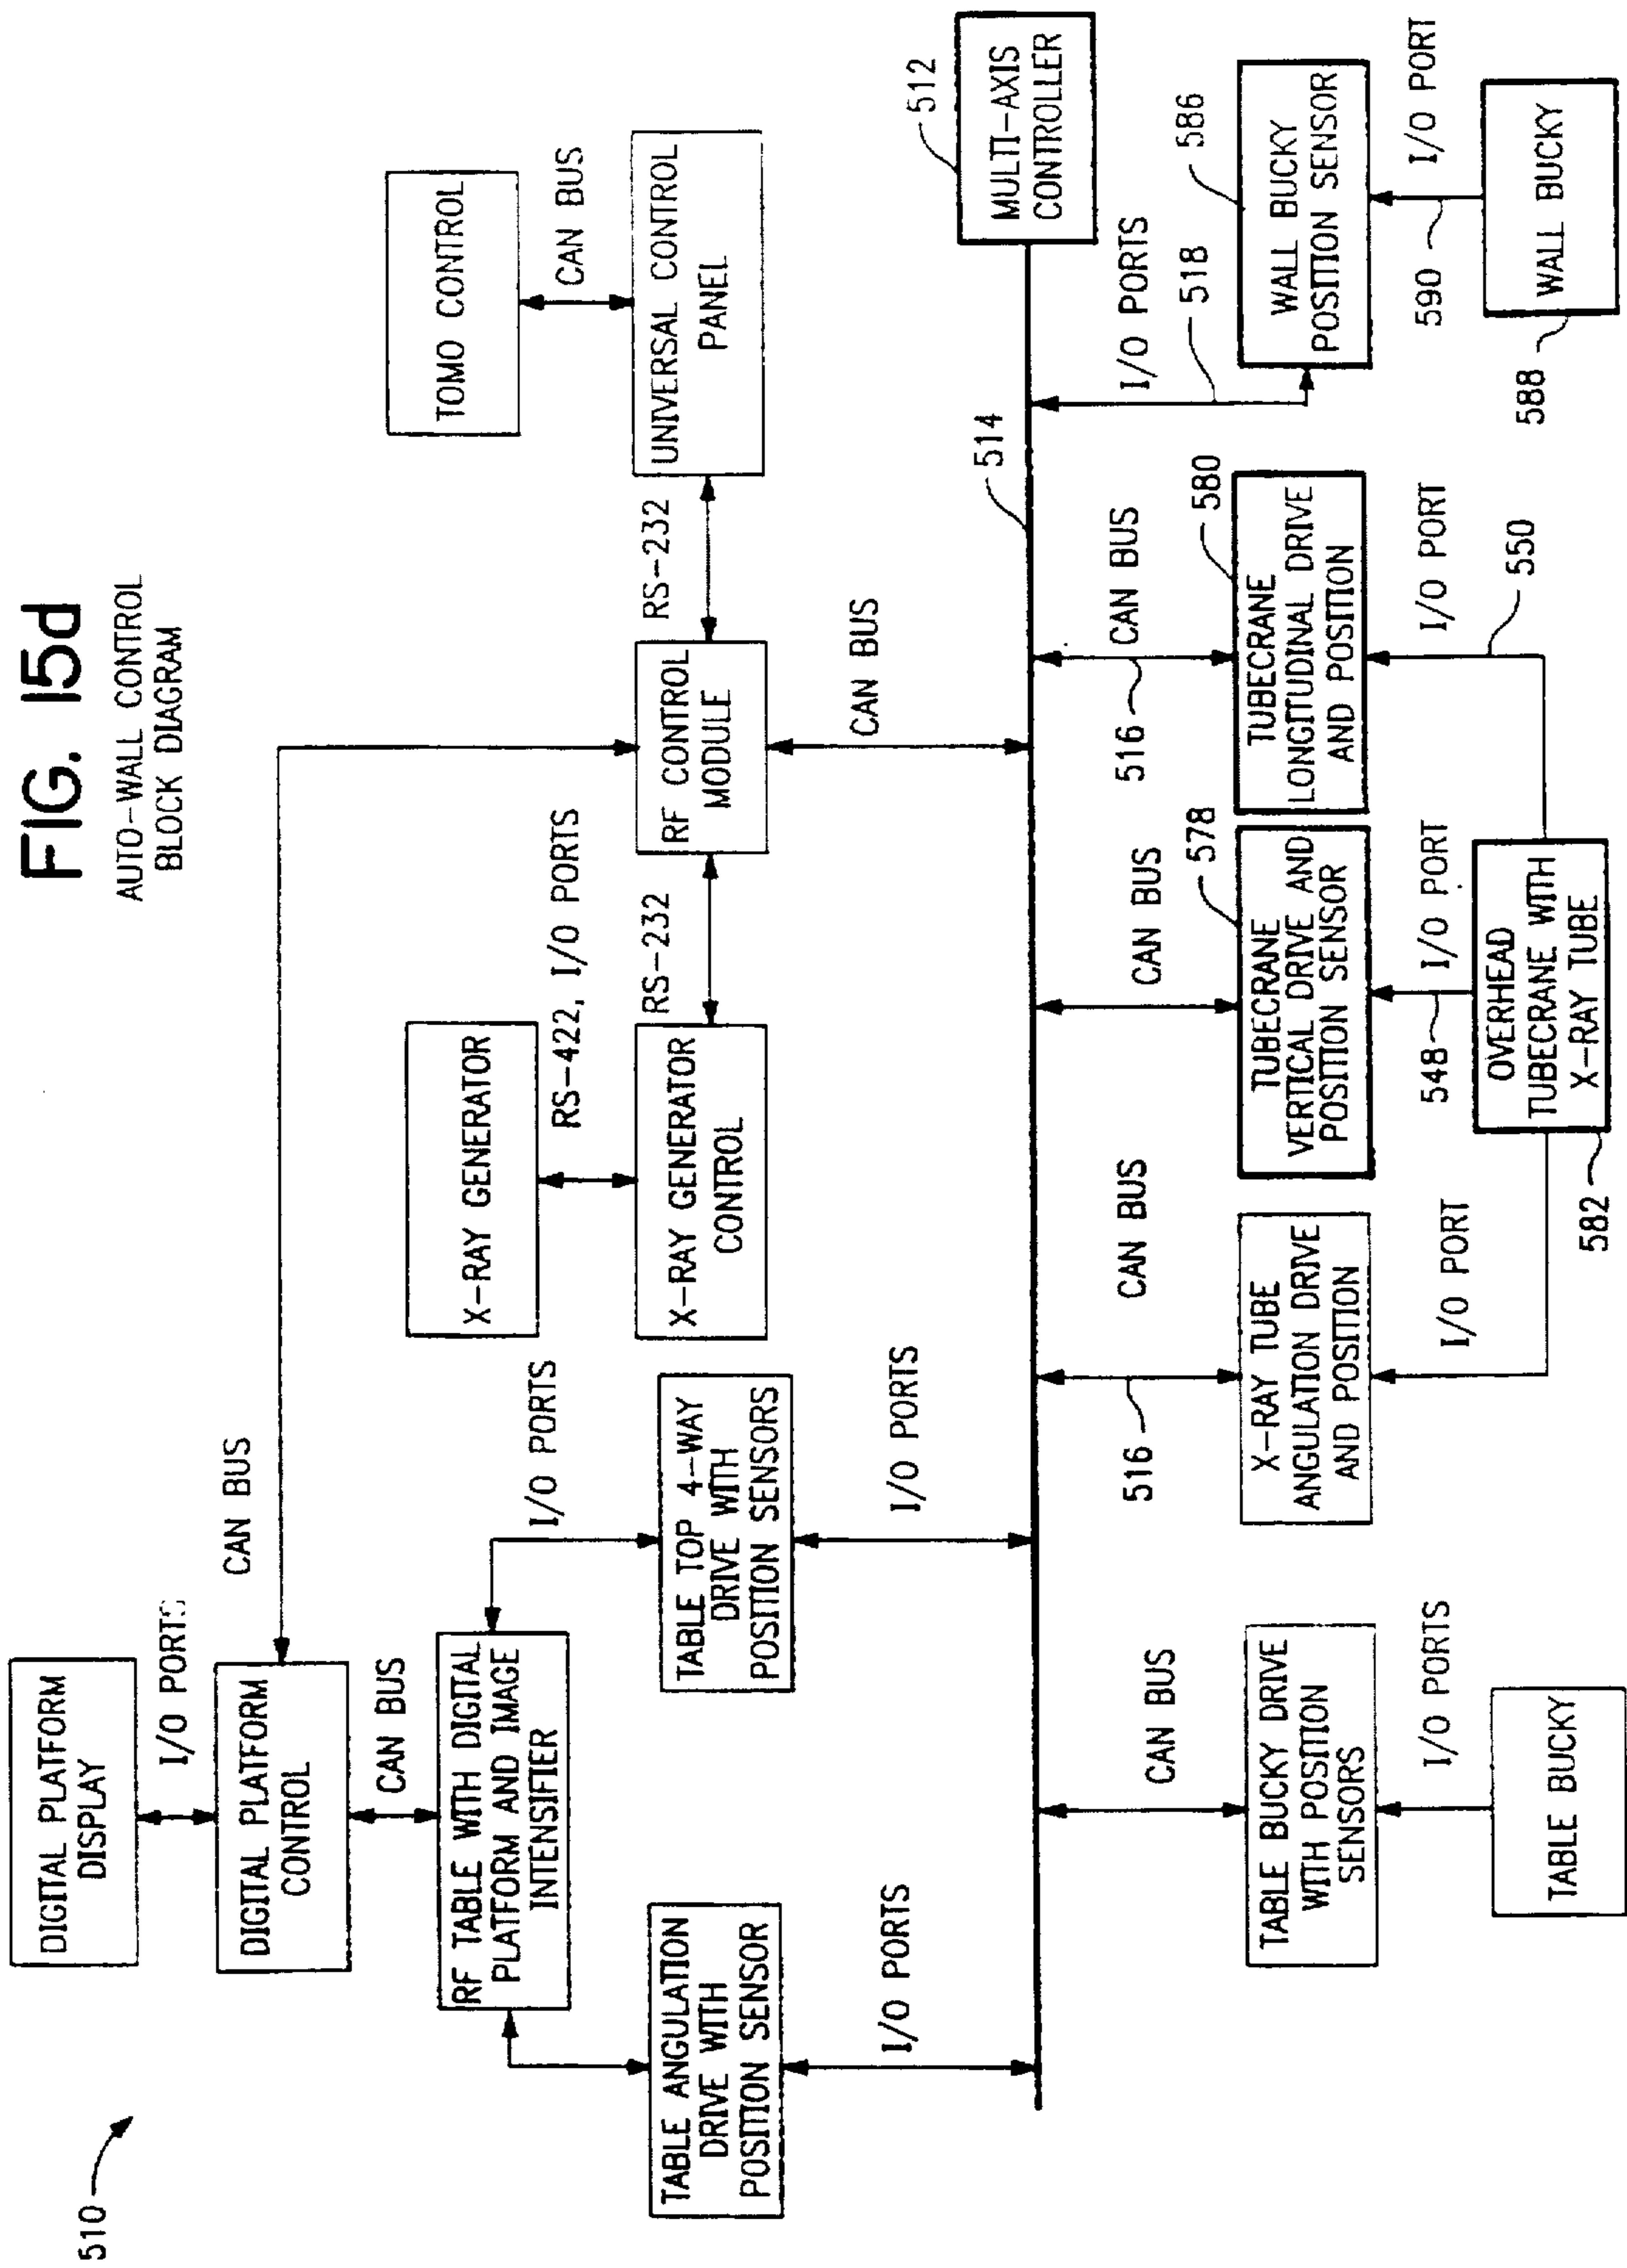 FIG. 15d
AUTO-WALL CONTROL
BLOCK DIAGRAM
510
DIGITAL PLATFORM
DISPLAY
I/O PORTS
DIGITAL PLATFORM
CONTROL
CAN BUS
CAN BUS
RF TABLE WITH DIGITAL
PLATFORM AND IMAGE
INTENSIFIER
I/O PORTS
TABLE ANGULATION
DRIVE WITH
POSITION SENSOR
I/O PORTS
TABLE TOP 4-WAY
DRIVE WITH
POSITION SENSORS
I/O PORTS
X-RAY GENERATOR
RS-422, I/O PORTS
X-RAY GENERATOR
CONTROL
RS-232
RF CONTROL
MODULE
CAN BUS
RS-232
TOMO CONTROL
CAN BUS
UNIVERSAL CONTROL
PANEL
512
MULTI-AXIS
CONTROLLER
514
CAN BUS
TABLE BUCKY DRIVE
WITH POSITION
SENSORS
I/O PORTS
TABLE BUCKY
516
CAN BUS
X-RAY TUBE
ANGULATION DRIVE
AND POSITION
I/O PORT
CAN BUS
578
TUBECRANE
VERTICAL DRIVE AND
POSITION SENSOR
548
I/O PORT
OVERHEAD
TUBECRANE WITH
X-RAY TUBE
582
516
CAN BUS
580
TUBECRANE
LONGITUDINAL DRIVE
AND POSITION
I/O PORT
550
I/O PORTS
518
586
WALL BUCKY
POSITION SENSOR
590
I/O PORT
WALL BUCKY
588